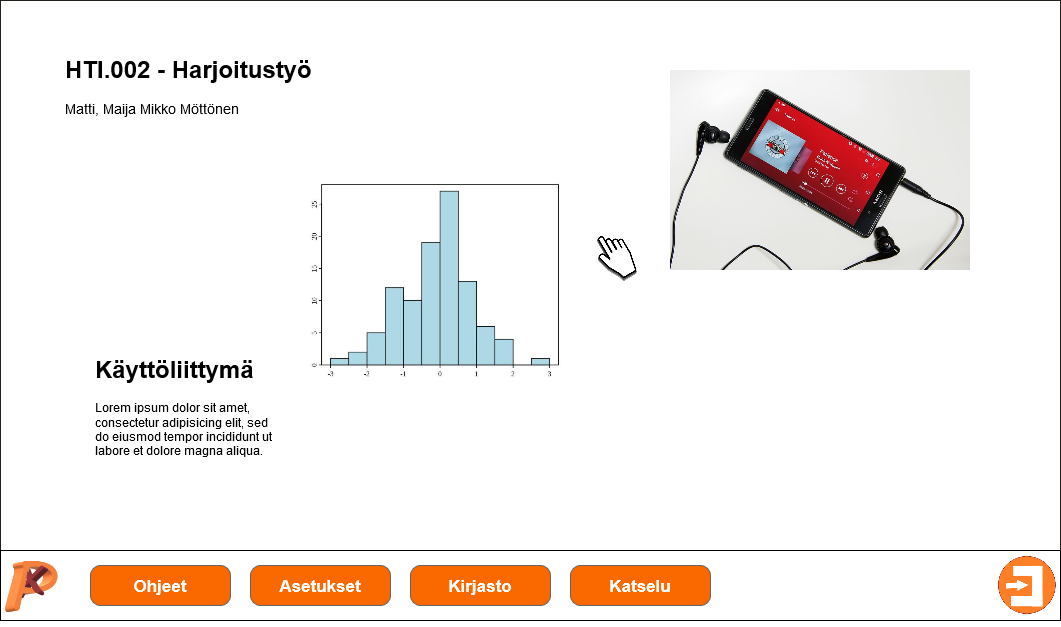 HTI.002 - Harjoitustyö
Matti, Maija Mikko Möttönen
25
20
15
10
5
0
-3 -2 -1 0 1 2 3
Käyttöliittymä
Lorem ipsum dolor sit amet,
consectetur adipisicing elit, sed
do eiusmod tempor incididunt ut
labore et dolore magna aliqua.
Ohjeet
Asetukset
Kirjasto
Katselu